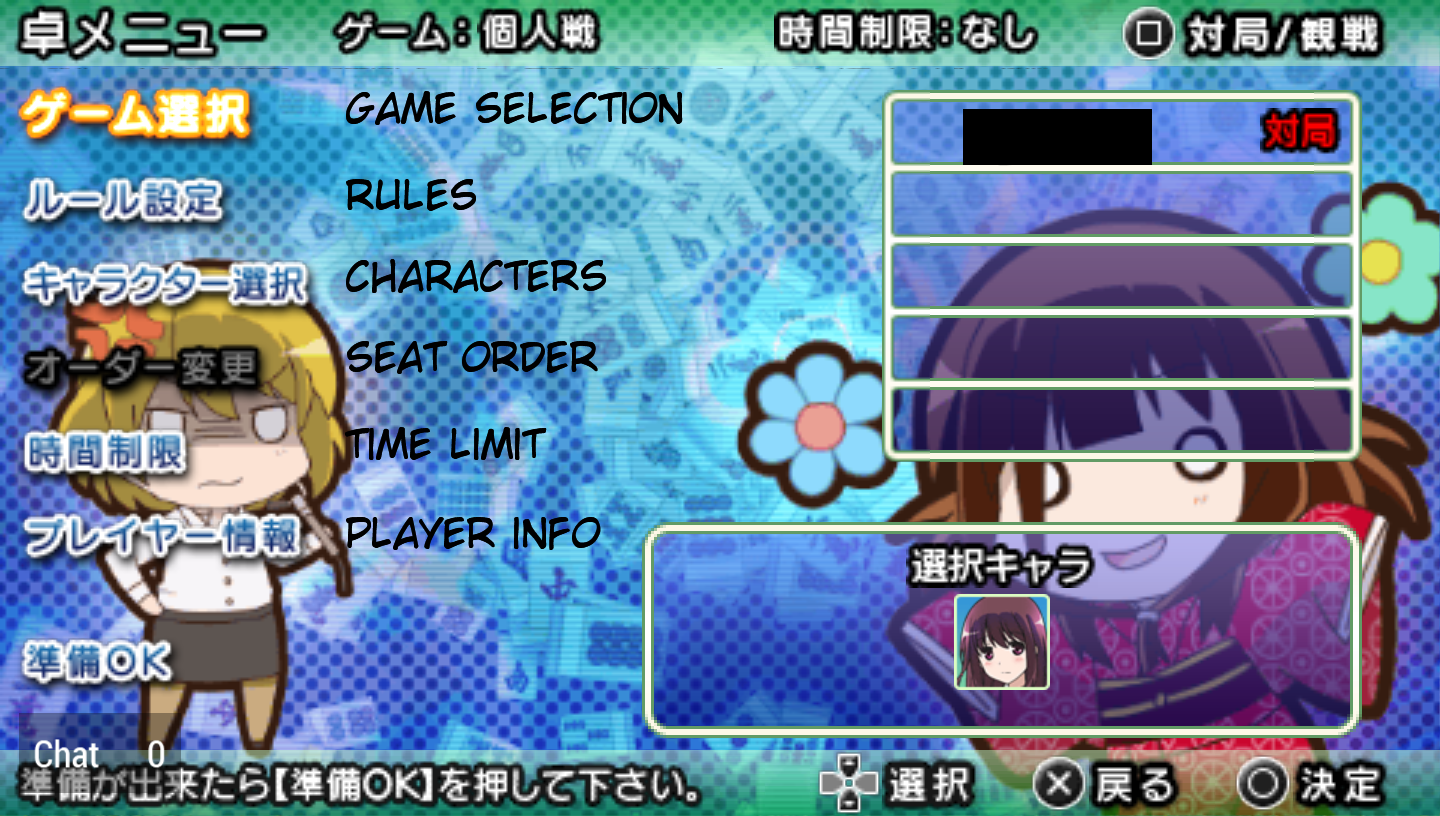 卓メニュー ゲーム：個人戦 時間制限：なし 対局/観戦
ゲーム選択 GAME SELECTION
対局
ルール設定 RULES
キャラクター選択 CHARACTERS
オーダー変更 SEAT ORDER
時間制限 TIME LIMIT
プレイヤー情報 PLAYER INFO
選択キャラ
準備OK
Chat 0
準備が出来たら【準備OK】を押して下さい。 選択 戻る 決定